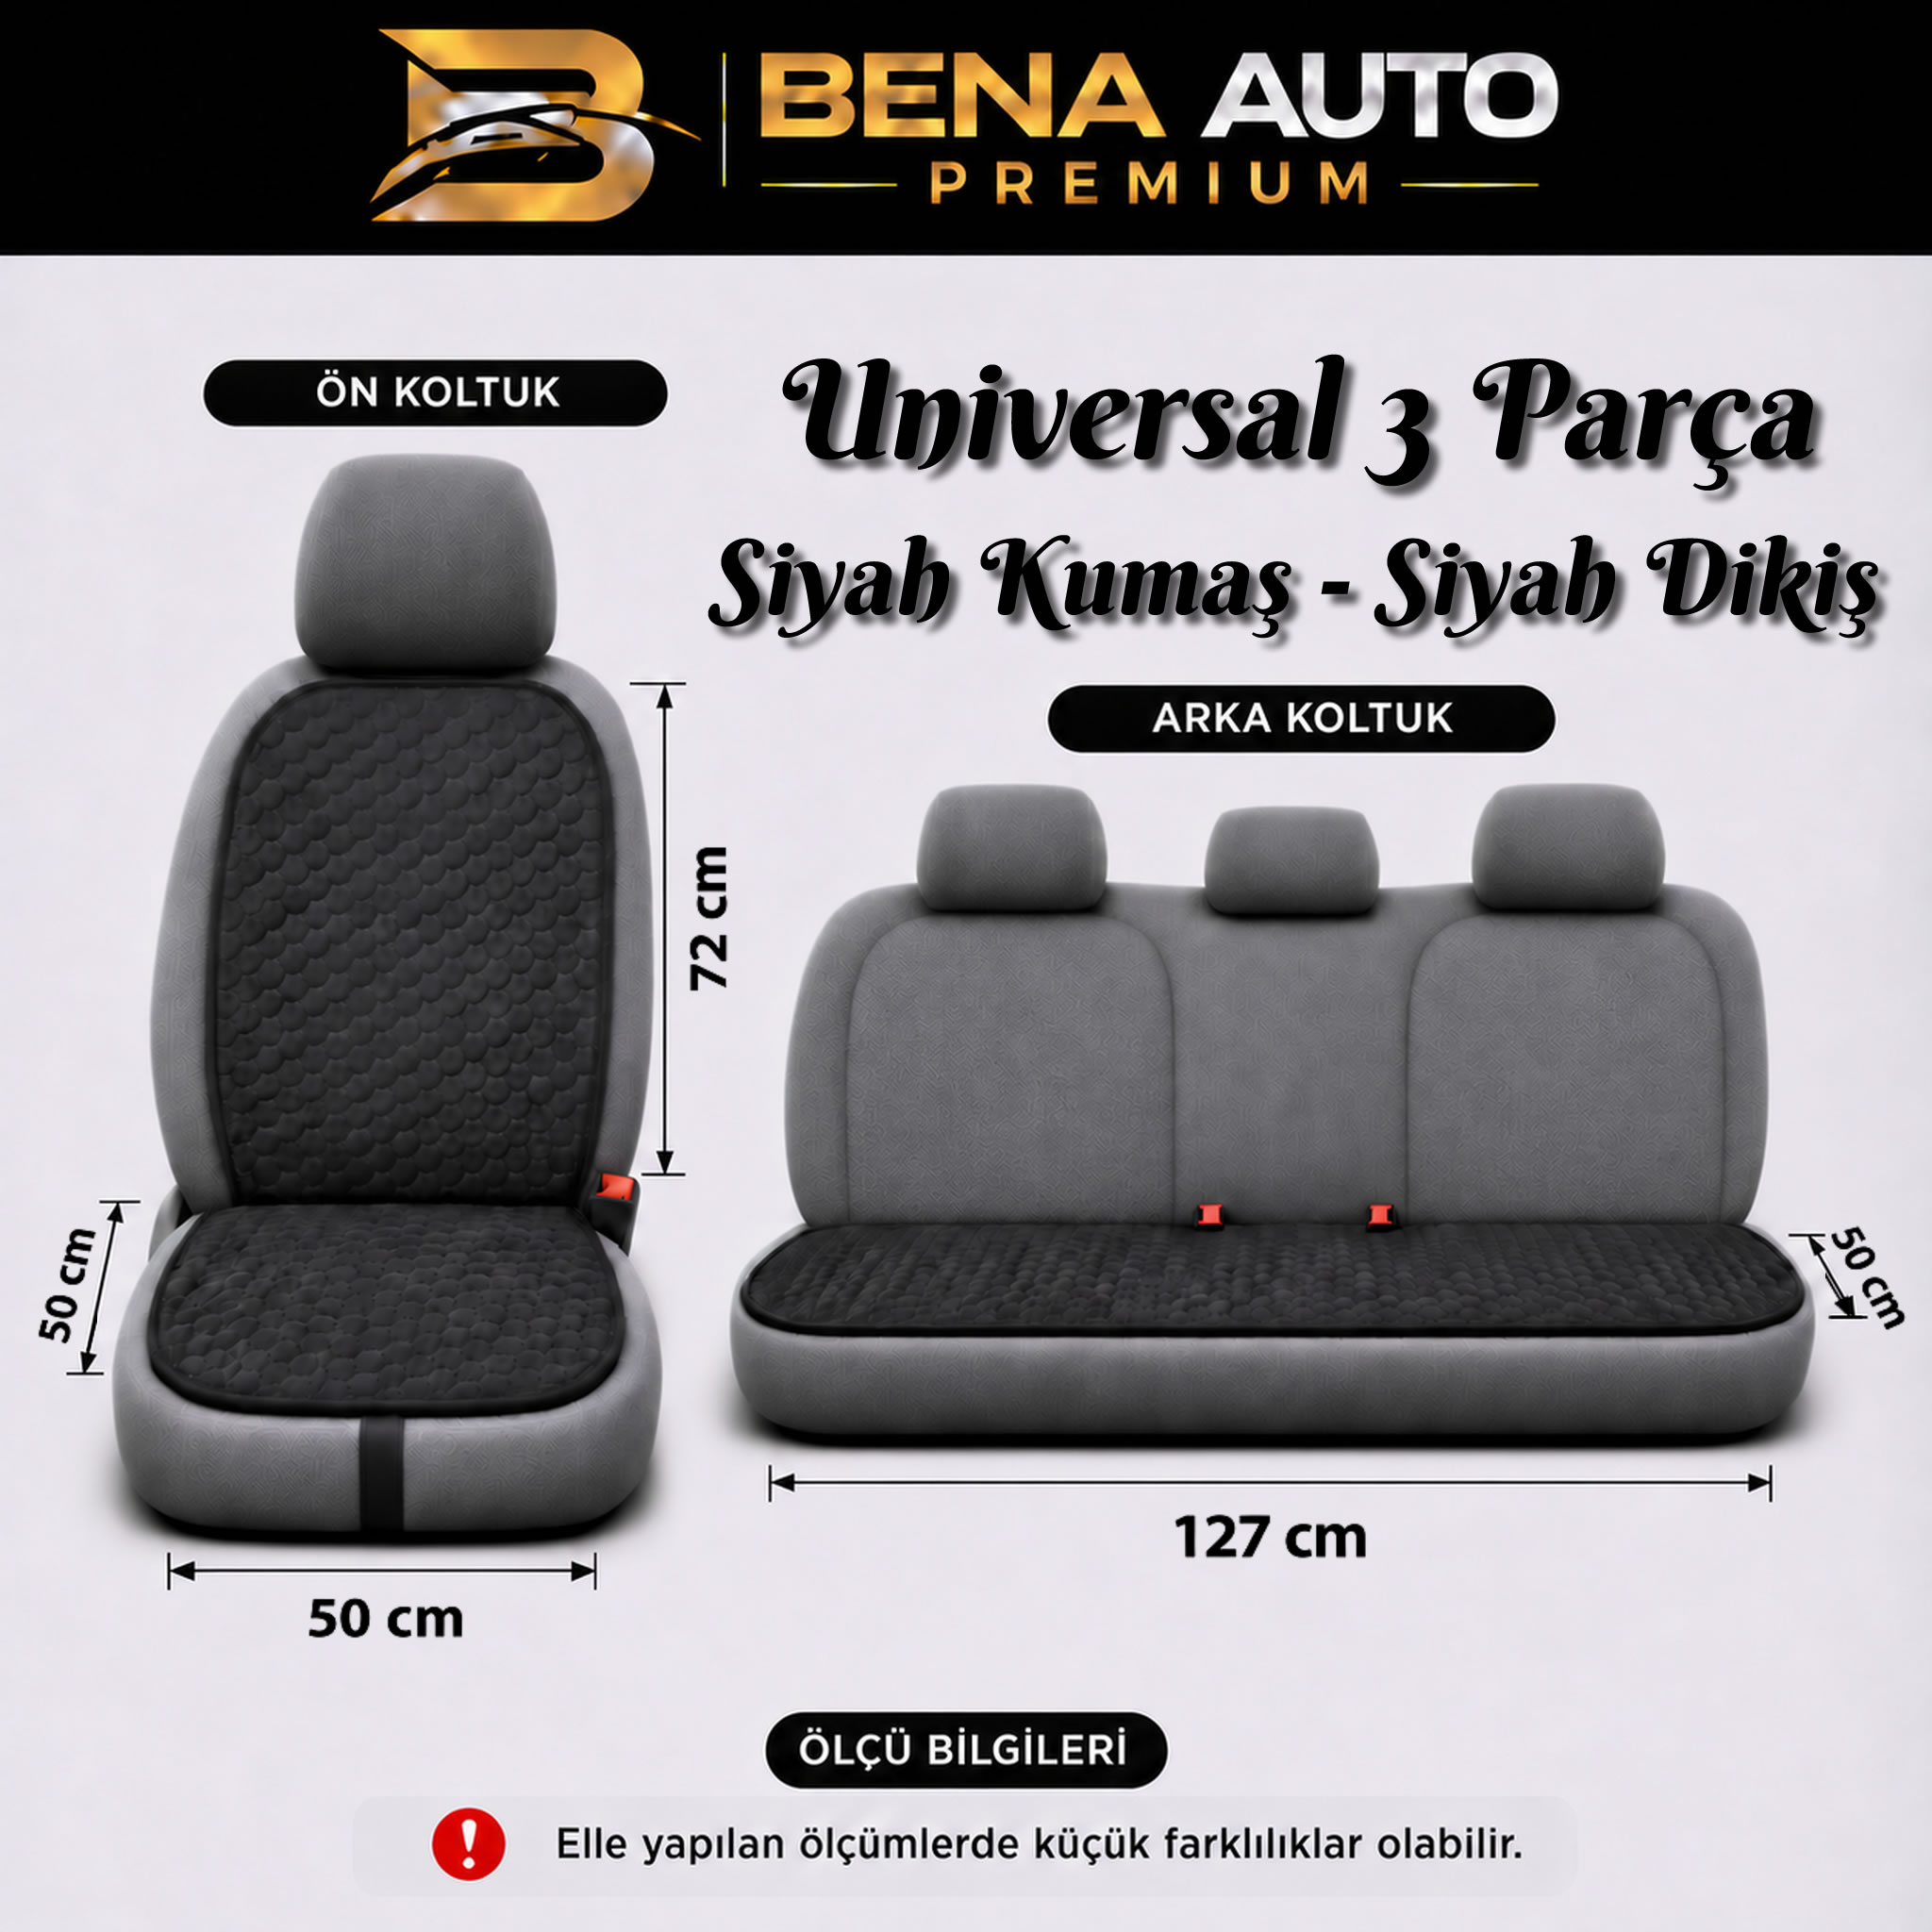 BENA AUTO
PREMIUM
ÖN KOLTUK
Universal 3 Parça
Siyah Kumaş - Siyah Dikiş
ARKA KOLTUK
72 cm
50 cm
50 cm
50 cm
127 cm
ÖLÇÜ BİLGİLERİ
! Elle yapılan ölçümlerde küçük farklılıklar olabilir.